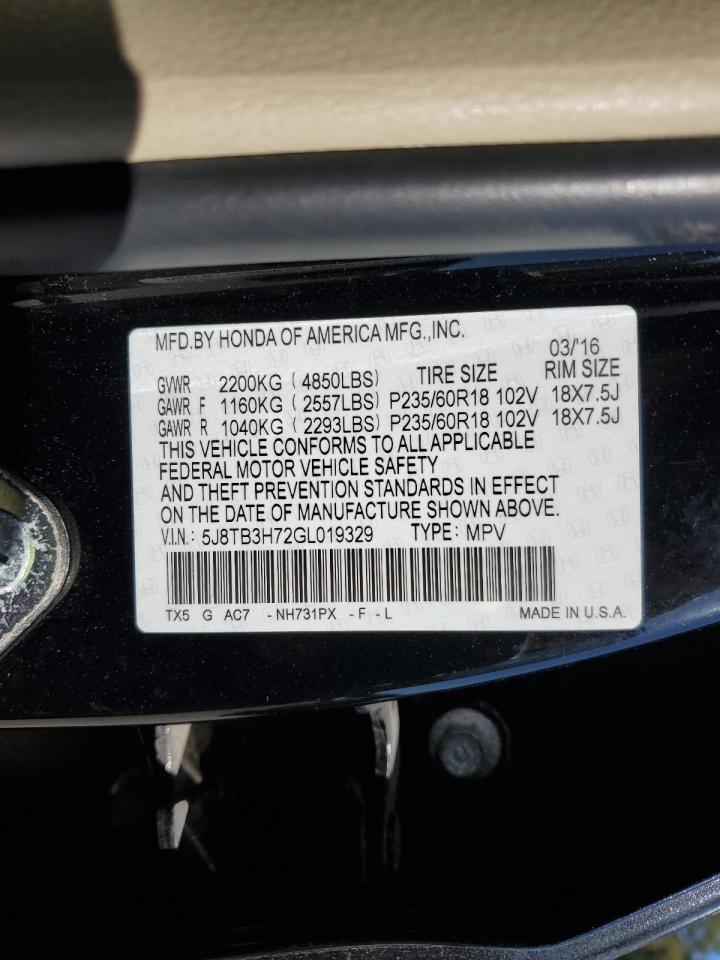 MFD.BY HONDA OF AMERICA MFG.,INC.
03/'16
GVWR 2200KG ( 4850LBS) TIRE SIZE RIM SIZE
GAWR F 1160KG ( 2557LBS) P235/60R18 102V 18X7.5J
GAWR R 1040KG ( 2293LBS) P235/60R18 102V 18X7.5J
THIS VEHICLE CONFORMS TO ALL APPLICABLE
FEDERAL MOTOR VEHICLE SAFETY
AND THEFT PREVENTION STANDARDS IN EFFECT
ON THE DATE OF MANUFACTURE SHOWN ABOVE.
V.I.N.: 5J8TB3H72GL019329 TYPE: MPV
TX5 G AC7 -NH731PX -F -L MADE IN U.S.A.